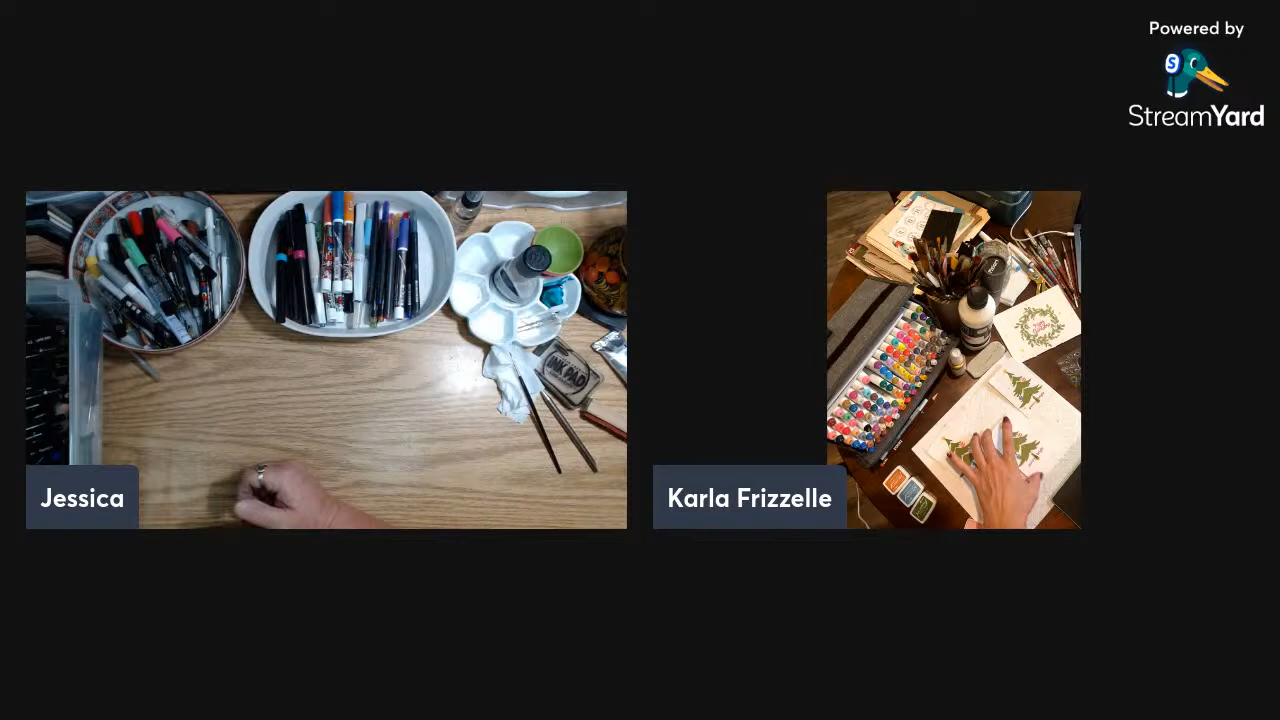 Powered by
S
StreamYard
INK PAD
Jessica
Karla Frizzelle